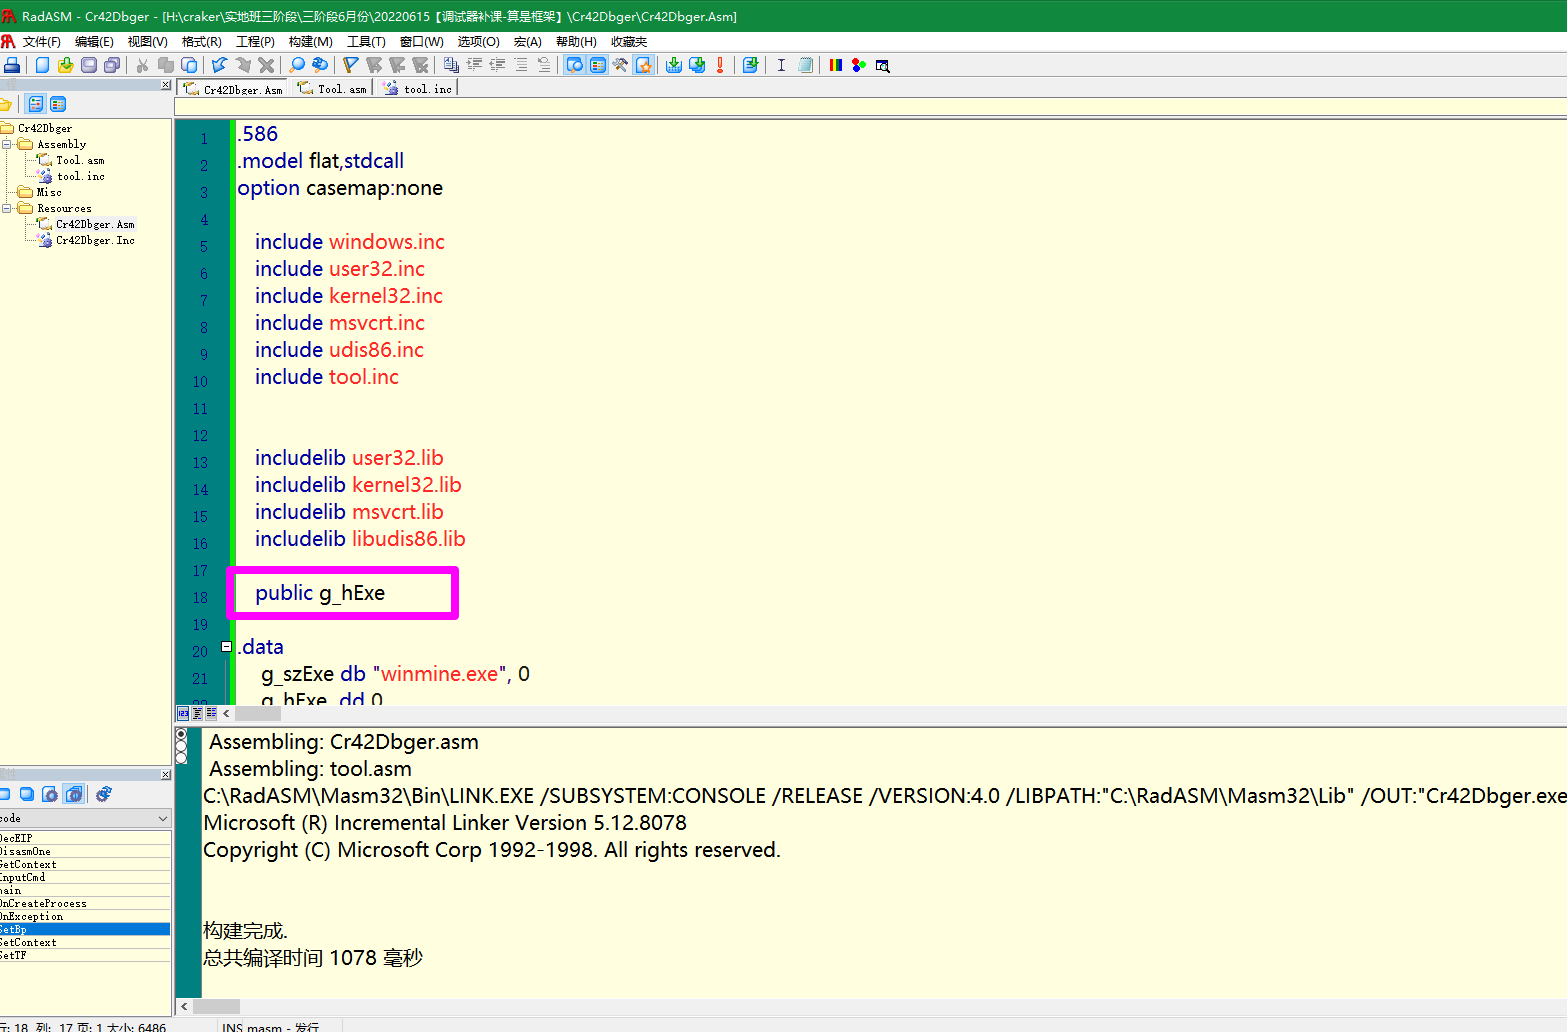 RadASM - Cr42Dbger - [H:\craker\实地班三阶段\三阶段6月份\20220615【调试器补课-算是框架】\Cr42Dbger\Cr42Dbger.Asm]
文件(F) 编辑(E) 视图(V) 格式(R) 工程(P) 构建(M) 工具(T) 窗口(W) 选项(O) 宏(A) 帮助(H) 收藏夹
Cr42Dbger.Asm Tool.asm tool.inc
Cr42Dbger
Assembly
Tool.asm
tool.inc
Misc
Resources
Cr42Dbger.Asm
Cr42Dbger.Inc
1 .586
2 .model flat,stdcall
3 option casemap:none
4
5 include windows.inc
6 include user32.inc
7 include kernel32.inc
8 include msvcrt.inc
9 include udis86.inc
10 include tool.inc
11
12
13 includelib user32.lib
14 includelib kernel32.lib
15 includelib msvcrt.lib
16 includelib libudis86.lib
17
18 public g_hExe
19
20 .data
21 g_szExe db "winmine.exe", 0
22 g_hExe dd 0
Assembling: Cr42Dbger.asm
Assembling: tool.asm
C:\RadASM\Masm32\Bin\LINK.EXE /SUBSYSTEM:CONSOLE /RELEASE /VERSION:4.0 /LIBPATH:"C:\RadASM\Masm32\Lib" /OUT:"Cr42Dbger.exe
Microsoft (R) Incremental Linker Version 5.12.8078
Copyright (C) Microsoft Corp 1992-1998. All rights reserved.
构建完成.
总共编译时间 1078 毫秒
code
DecEIP
DisasmOne
GetContext
InputCmd
main
OnCreateProcess
OnException
SetBp
SetContext
SetTF
行: 18 列: 17 页: 1 大小: 6486 INS masm - 发行